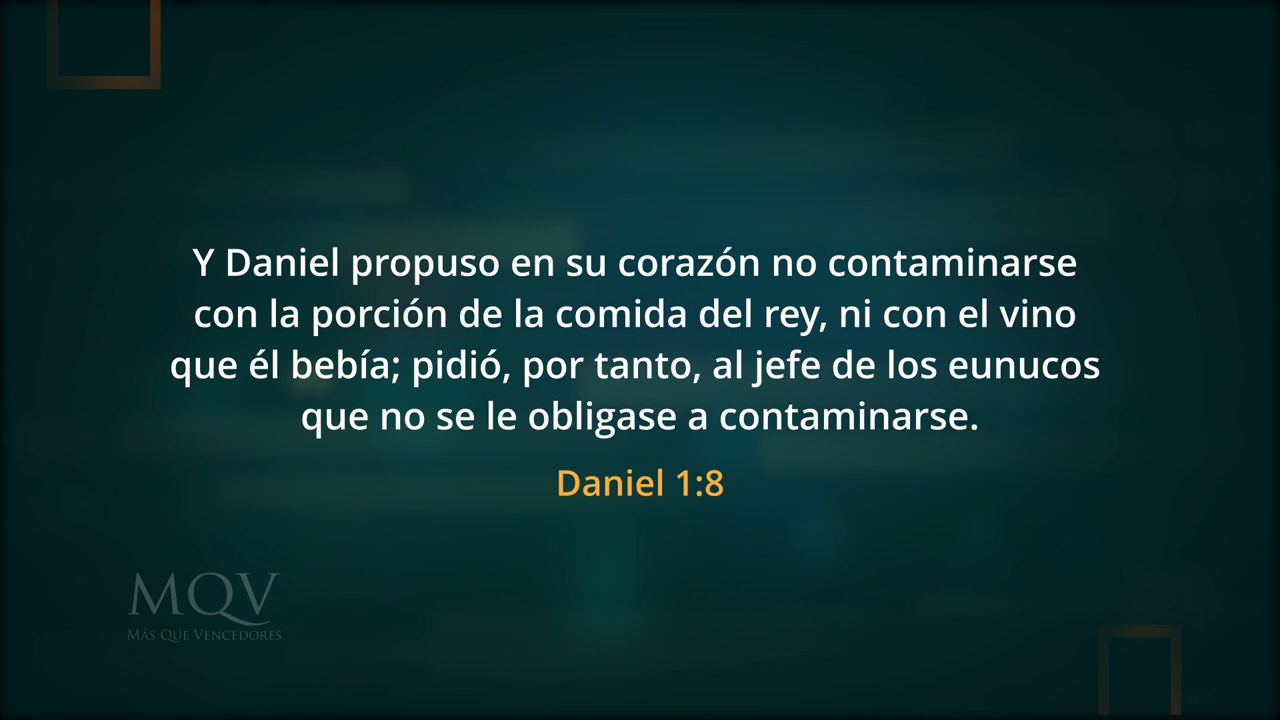 Y Daniel propuso en su corazón no contaminarse
con la porción de la comida del rey, ni con el vino
que él bebía; pidió, por tanto, al jefe de los eunucos
que no se le obligase a contaminarse.
Daniel 1:8
MQV
MÁS QUE VENCEDORES